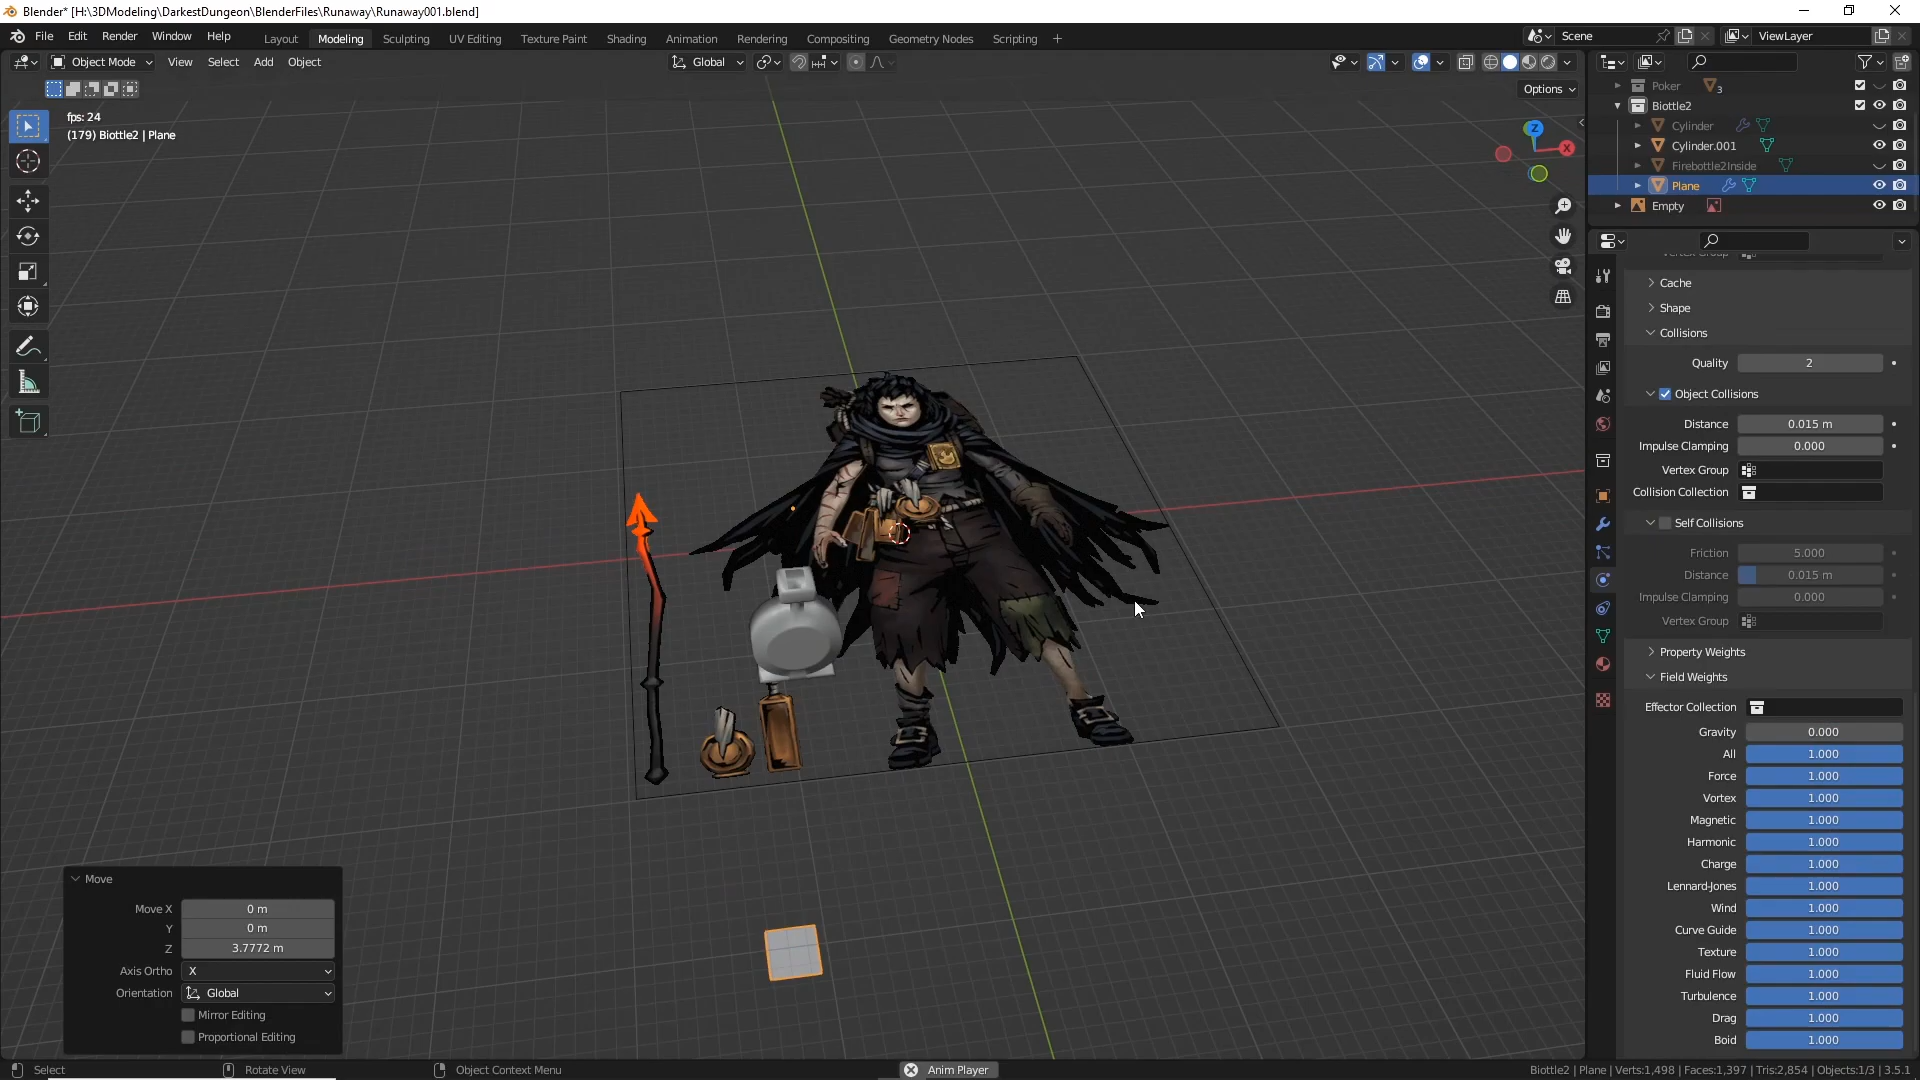 Blender* [H:\3DModeling\DarkestDungeon\BlenderFiles\Runaway\Runaway001.blend]
File Edit Render Window Help
Layout Modeling Sculpting UV Editing Texture Paint Shading Animation Rendering Compositing Geometry Nodes Scripting +
Scene
ViewLayer
Object Mode View Select Add Object
Global
Options
fps: 24
(179) Biottle2 | Plane
Z
X
Poker 3
Biottle2
Cylinder
Cylinder.001
Firebottle2Inside
Plane
Empty
Vertex Group
Cache
Shape
Collisions
Quality 2
Object Collisions
Distance 0.015 m
Impulse Clamping 0.000
Vertex Group
Collision Collection
Self Collisions
Friction 5.000
Distance 0.015 m
Impulse Clamping 0.000
Vertex Group
Property Weights
Field Weights
Effector Collection
Gravity 0.000
All 1.000
Force 1.000
Vortex 1.000
Magnetic 1.000
Harmonic 1.000
Charge 1.000
Lennard-Jones 1.000
Wind 1.000
Curve Guide 1.000
Texture 1.000
Fluid Flow 1.000
Turbulence 1.000
Drag 1.000
Boid 1.000
Move
Move X 0 m
Y 0 m
Z 3.7772 m
Axis Ortho X
Orientation Global
Mirror Editing
Proportional Editing
Select
Rotate View
Object Context Menu
Anim Player
Biottle2 | Plane | Verts:1,498 | Faces:1,397 | Tris:2,854 | Objects:1/3 | 3.5.1